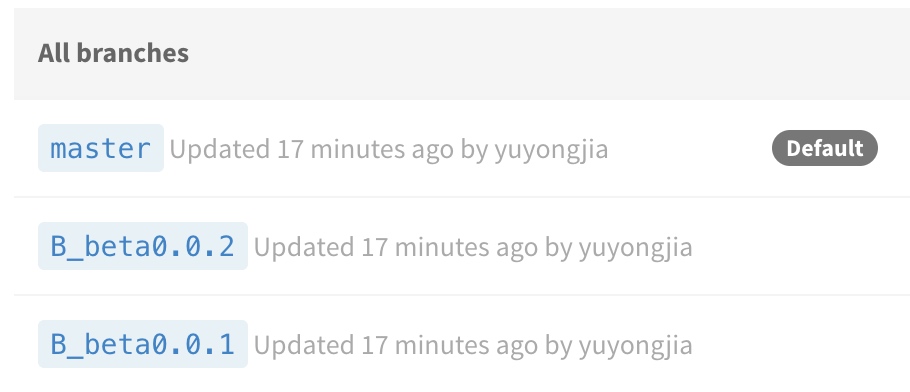 All branches
master Updated 17 minutes ago by yuyongjia Default
B_beta0.0.2 Updated 17 minutes ago by yuyongjia
B_beta0.0.1 Updated 17 minutes ago by yuyongjia